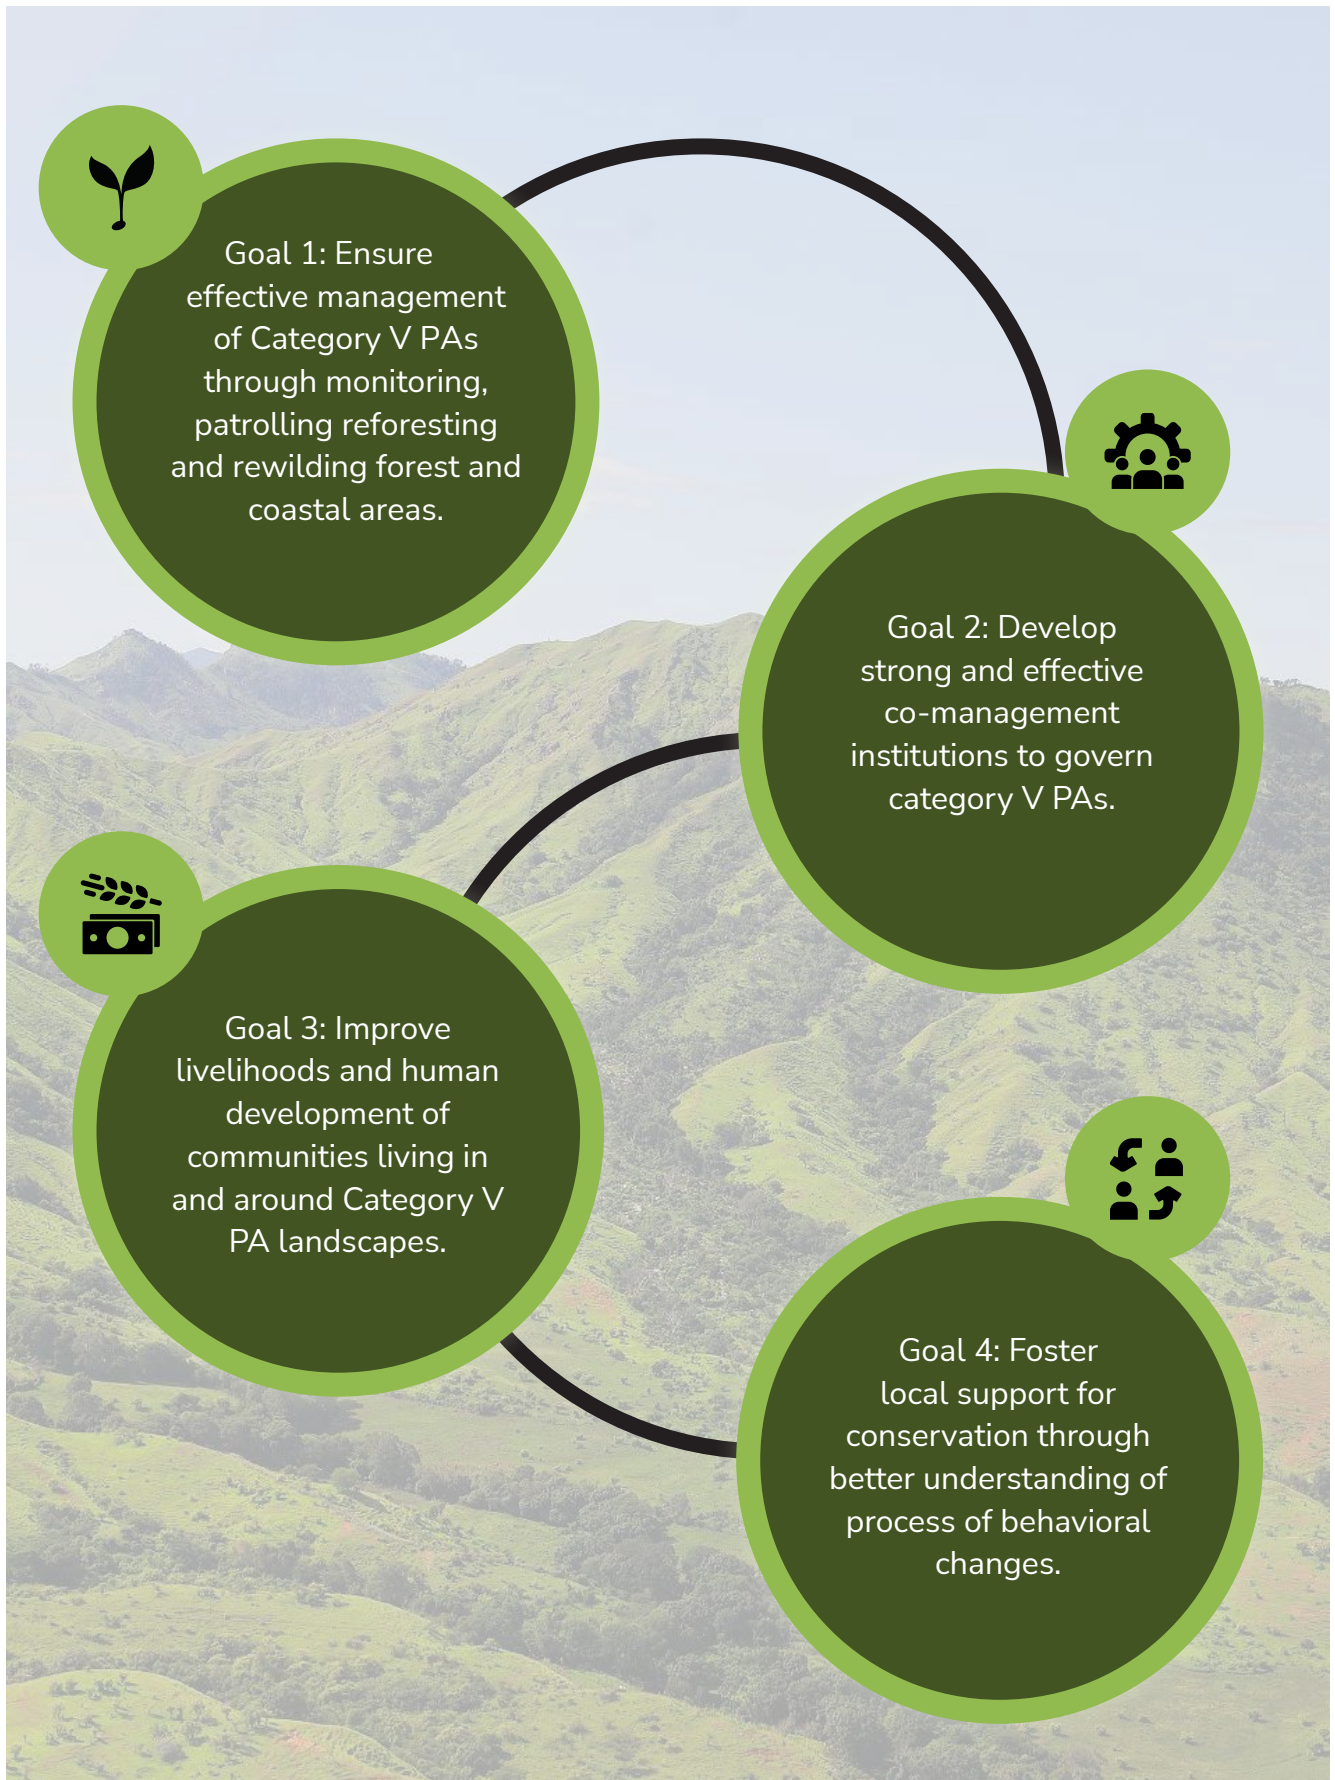 Goal 1: Ensure
effective management
of Category V PAs
through monitoring,
patrolling reforesting
and rewilding forest and
coastal areas.
Goal 2: Develop
strong and effective
co-management
institutions to govern
category V PAs.
Goal 3: Improve
livelihoods and human
development of
communities living in
and around Category V
PA landscapes.
Goal 4: Foster
local support for
conservation through
better understanding of
process of behavioral
changes.